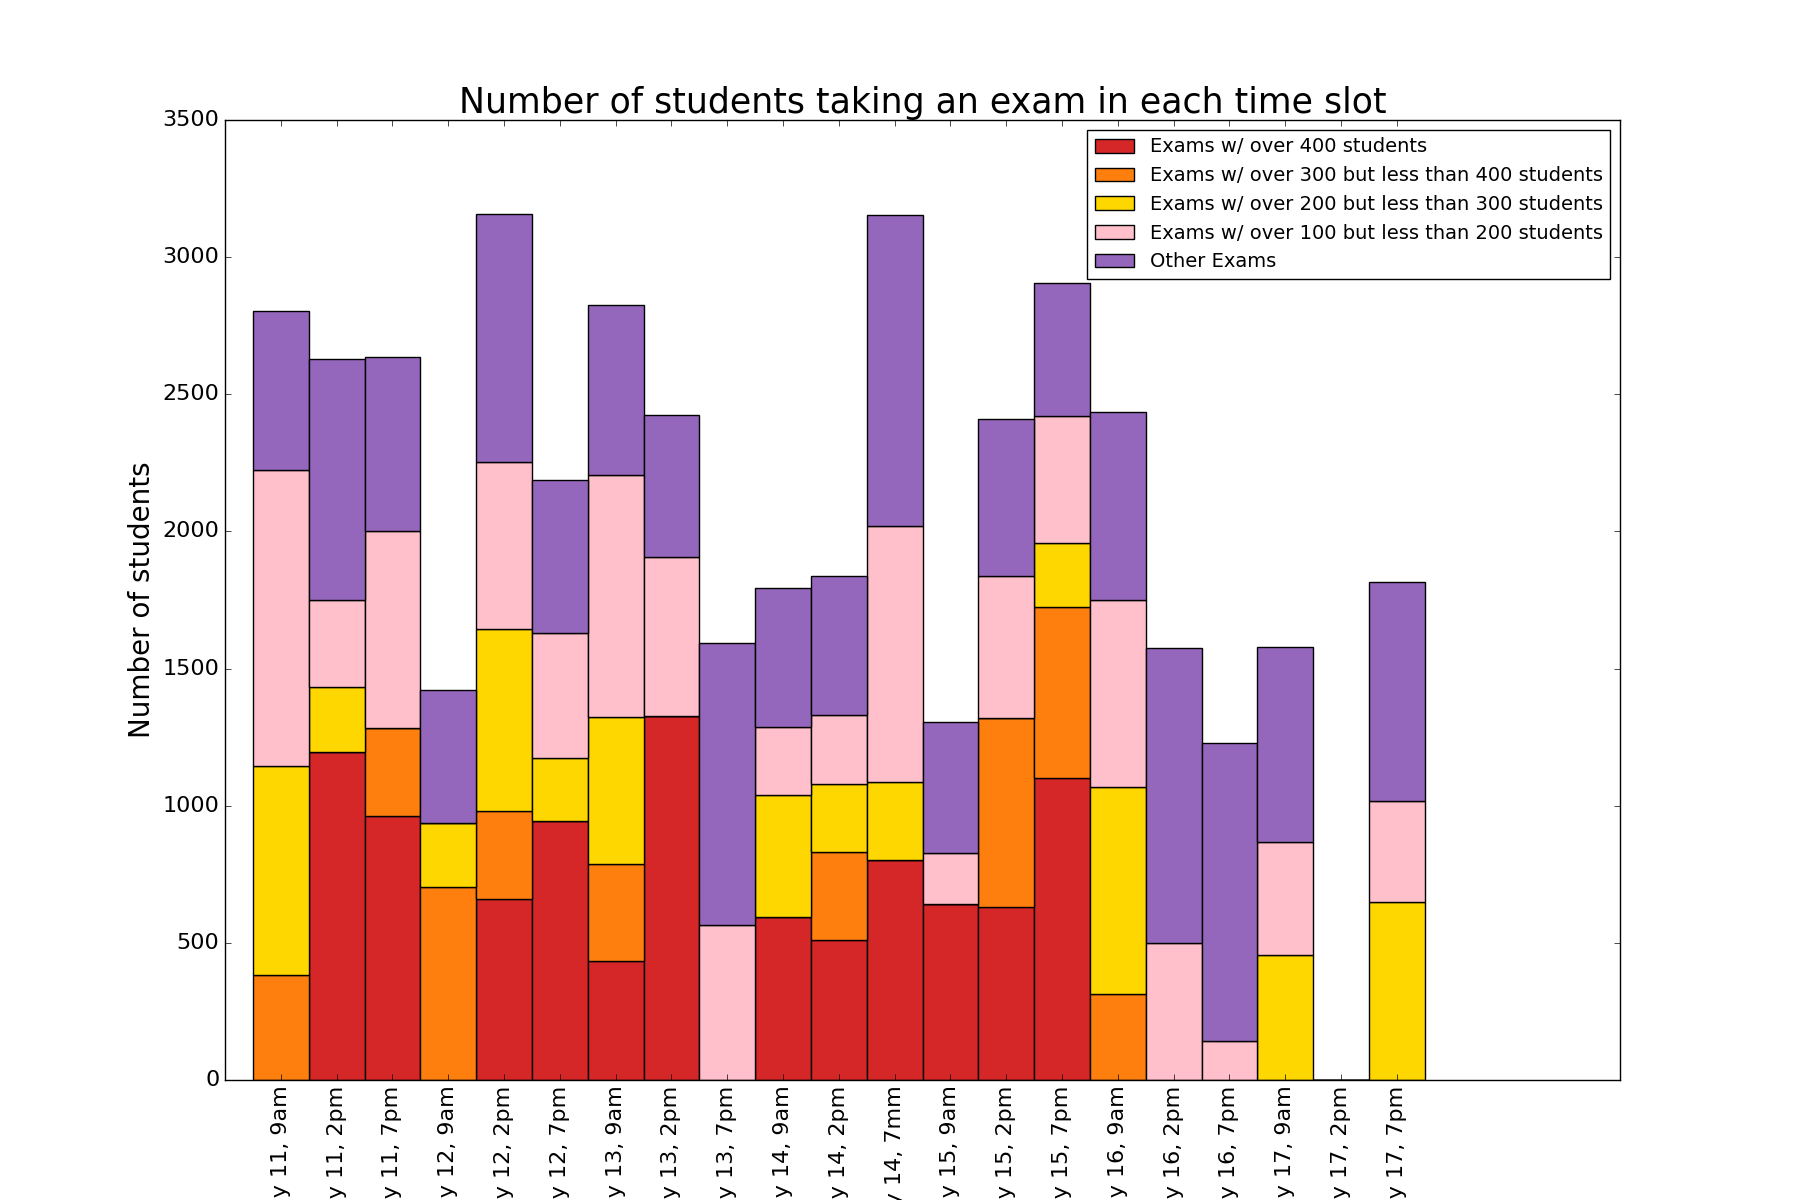 Number of students taking an exam in each time slot
Exams w/ over 400 students
Exams w/ over 300 but less than 400 students
Exams w/ over 200 but less than 300 students
Exams w/ over 100 but less than 200 students
Other Exams
Number of students
3500
3000
2500
2000
1500
1000
500
0
y 11, 9am
y 11, 2pm
y 11, 7pm
y 12, 9am
y 12, 2pm
y 12, 7pm
y 13, 9am
y 13, 2pm
y 13, 7pm
y 14, 9am
y 14, 2pm
y 14, 7mm
y 15, 9am
y 15, 2pm
y 15, 7pm
y 16, 9am
y 16, 2pm
y 16, 7pm
y 17, 9am
y 17, 2pm
y 17, 7pm